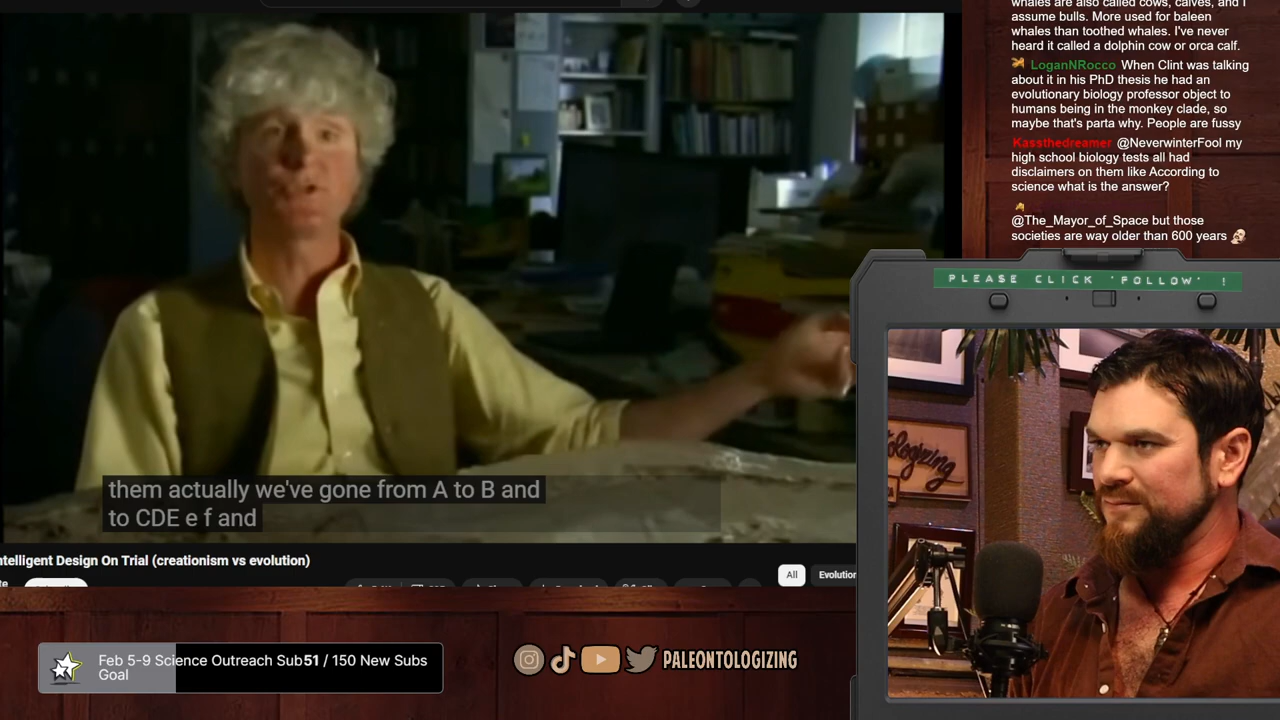 whales are also called cows, calves, and I
assume bulls. More used for baleen
whales than toothed whales. I've never
heard it called a dolphin cow or orca calf.
LoganNRocco When Clint was talking
about it in his PhD thesis he had an
evolutionary biology professor object to
humans being in the monkey clade, so
maybe that's parta why. People are fussy
Kassthedreamer @NeverwinterFool my
high school biology tests all had
disclaimers on them like According to
science what is the answer?
@The_Mayor_of_Space but those
societies are way older than 600 years
PLEASE CLICK 'FOLLOW' !
ologizing
them actually we've gone from A to B and
to CDE e f and
ntelligent Design On Trial (creationism vs evolution)
All
Evolution
Feb 5-9 Science Outreach Sub 51 / 150 New Subs
Goal
PALEONTOLOGIZING